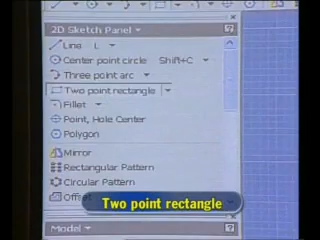 2D Sketch Panel
Line L
Center point circle Shift+C
Three point arc
Two point rectangle
Fillet
Point, Hole Center
Polygon
Mirror
Rectangular Pattern
Circular Pattern
Offset
Two point rectangle
Model